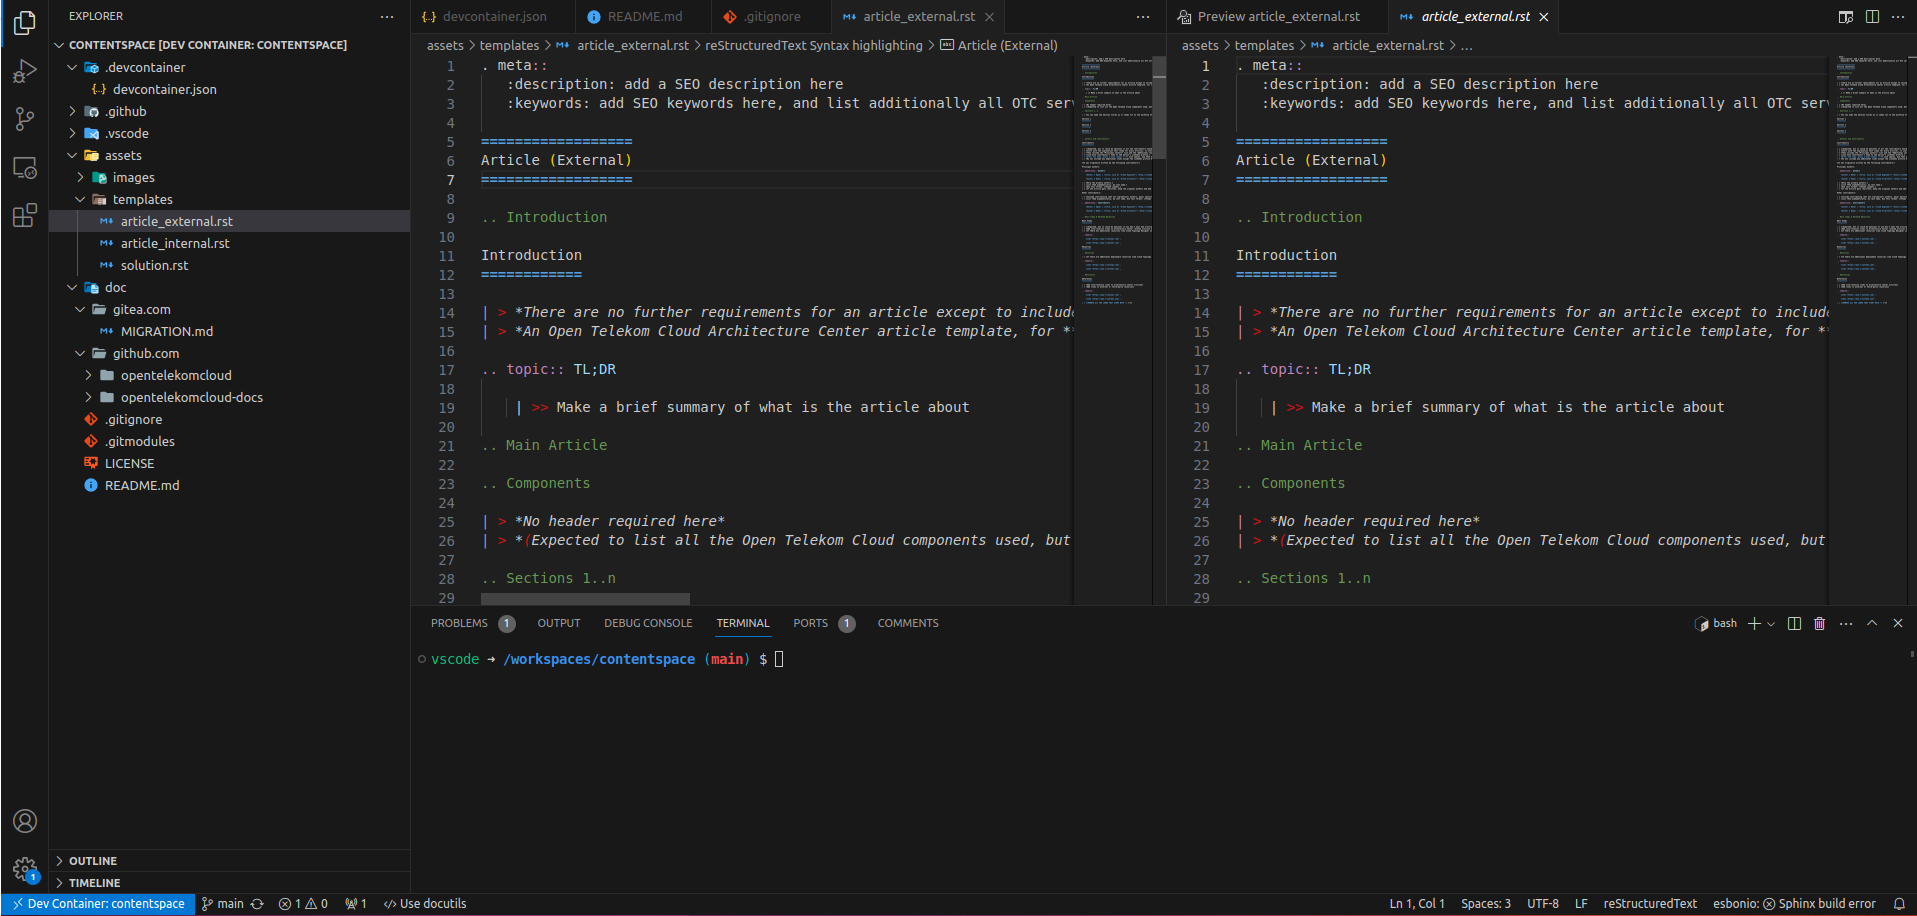 EXPLORER
CONTENTSPACE [DEV CONTAINER: CONTENTSPACE]
.devcontainer
devcontainer.json
.github
.vscode
assets
images
templates
article_external.rst
article_internal.rst
solution.rst
doc
gitea.com
MIGRATION.md
github.com
opentelekomcloud
opentelekomcloud-docs
.gitignore
.gitmodules
LICENSE
README.md
OUTLINE
TIMELINE
devcontainer.json README.md .gitignore article_external.rst
assets > templates > article_external.rst > reStructuredText Syntax highlighting > Article (External)
1 . meta::
2 :description: add a SEO description here
3 :keywords: add SEO keywords here, and list additionally all OTC ser
4
5 ==================
6 Article (External)
7 ==================
8
9 .. Introduction
10
11 Introduction
12 ============
13
14 | > *There are no further requirements for an article except to includ
15 | > *An Open Telekom Cloud Architecture Center article template, for *
16
17 .. topic:: TL;DR
18
19 | >> Make a brief summary of what is the article about
20
21 .. Main Article
22
23 .. Components
24
25 | > *No header required here*
26 | > *(Expected to list all the Open Telekom Cloud components used, but
27
28 .. Sections 1..n
29
Preview article_external.rst article_external.rst
assets > templates > article_external.rst > ...
1 . meta::
2 :description: add a SEO description here
3 :keywords: add SEO keywords here, and list additionally all OTC ser
4
5 ==================
6 Article (External)
7 ==================
8
9 .. Introduction
10
11 Introduction
12 ============
13
14 | > *There are no further requirements for an article except to includ
15 | > *An Open Telekom Cloud Architecture Center article template, for *
16
17 .. topic:: TL;DR
18
19 | >> Make a brief summary of what is the article about
20
21 .. Main Article
22
23 .. Components
24
25 | > *No header required here*
26 | > *(Expected to list all the Open Telekom Cloud components used, but
27
28 .. Sections 1..n
29
PROBLEMS 1 OUTPUT DEBUG CONSOLE TERMINAL PORTS 1 COMMENTS
bash
vscode ➜ /workspaces/contentspace (main) $
1
Dev Container: contentspace main 1 0 1 </> Use docutils
Ln 1, Col 1 Spaces: 3 UTF-8 LF reStructuredText esbonio: Sphinx build error